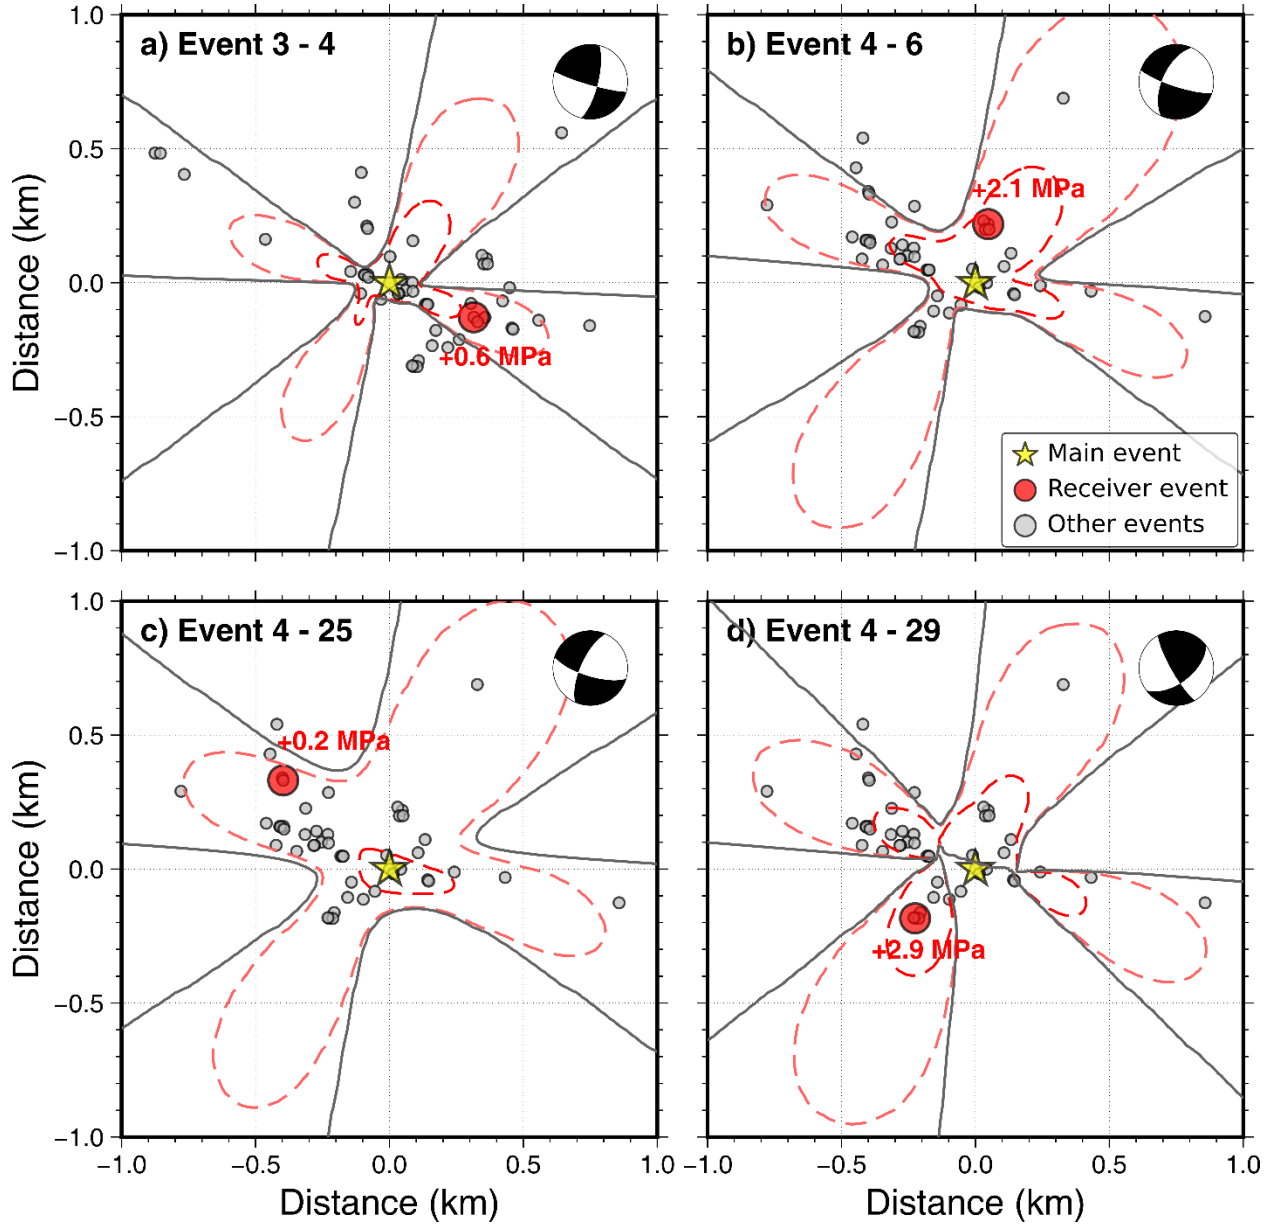 a) Event 3 - 4
+0.6 MPa
1.0
0.5
0.0
−0.5
−1.0
Distance (km)
b) Event 4 - 6
+2.1 MPa
Main event
Receiver event
Other events
c) Event 4 - 25
+0.2 MPa
1.0
0.5
0.0
−0.5
−1.0
Distance (km)
−1.0 −0.5 0.0 0.5 1.0
Distance (km)
d) Event 4 - 29
+2.9 MPa
−1.0 −0.5 0.0 0.5 1.0
Distance (km)